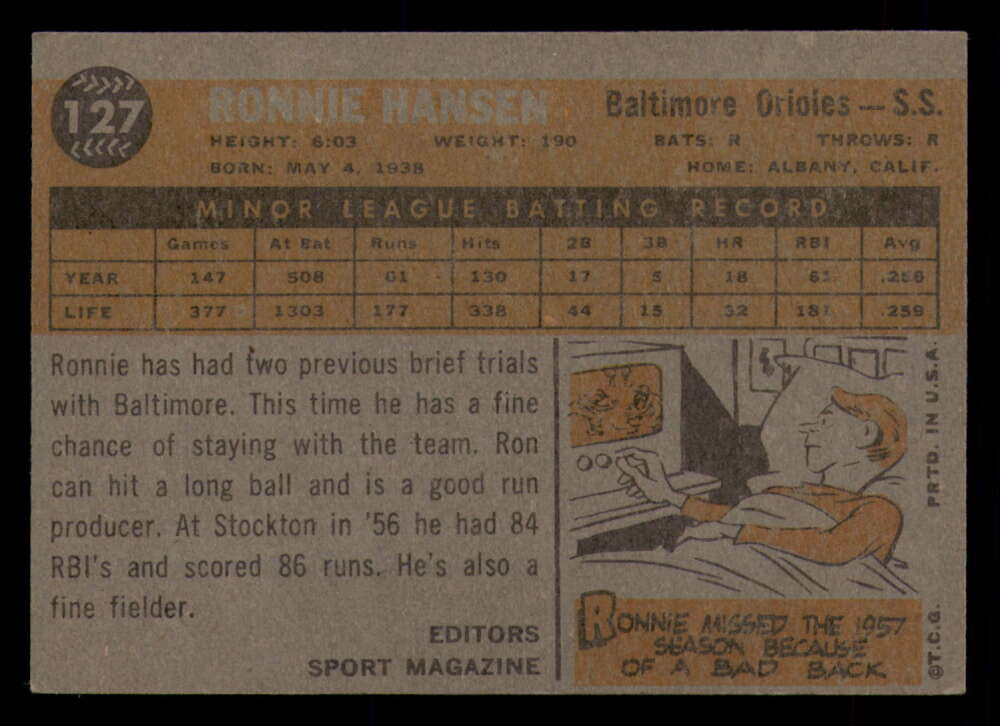 127
RONNIE HANSEN Baltimore Orioles — S.S.
HEIGHT: 6:03 WEIGHT: 190 BATS: R THROWS: R
BORN: MAY 4, 1938 HOME: ALBANY, CALIF.
MINOR LEAGUE BATTING RECORD
Games At Bat Runs Hits 2B 3B HR RBI Avg
YEAR 147 508 61 130 17 5 18 61 .256
LIFE 377 1303 177 338 44 15 32 181 .259
Ronnie has had two previous brief trials
with Baltimore. This time he has a fine
chance of staying with the team. Ron
can hit a long ball and is a good run
producer. At Stockton in '56 he had 84
RBI's and scored 86 runs. He's also a
fine fielder.
EDITORS
SPORT MAGAZINE
RONNIE MISSED THE 1957
SEASON BECAUSE
OF A BAD BACK
©T.C.G. PRTD. IN U.S.A.